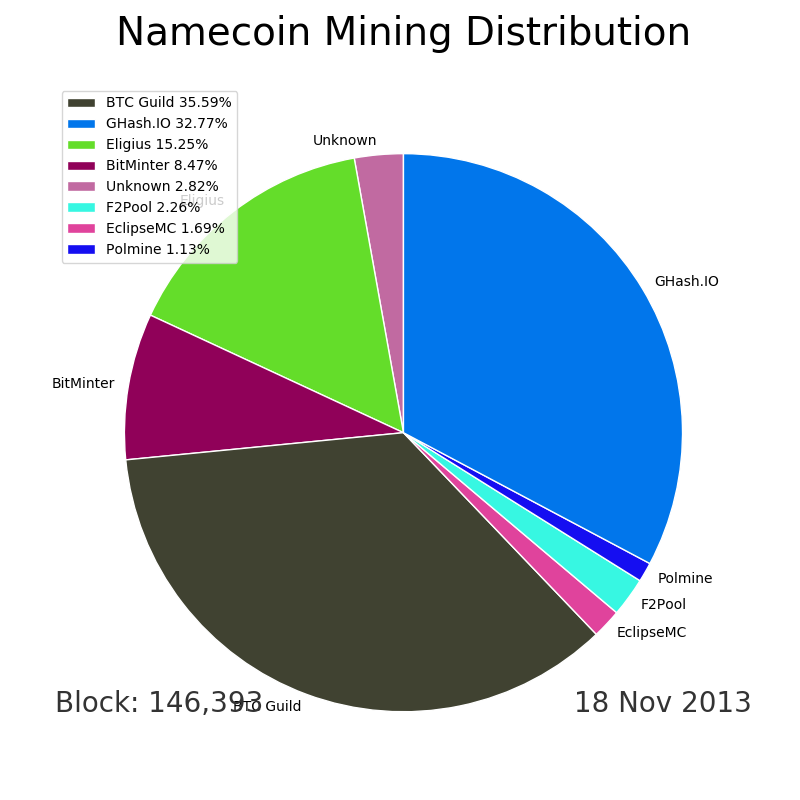 Namecoin Mining Distribution
BTC Guild 35.59%
GHash.IO 32.77%
Eligius 15.25%
BitMinter 8.47%
Unknown 2.82%
F2Pool 2.26%
EclipseMC 1.69%
Polmine 1.13%
Unknown
Eligius
GHash.IO
BitMinter
Polmine
F2Pool
EclipseMC
Block: 146,393
BTC Guild
18 Nov 2013